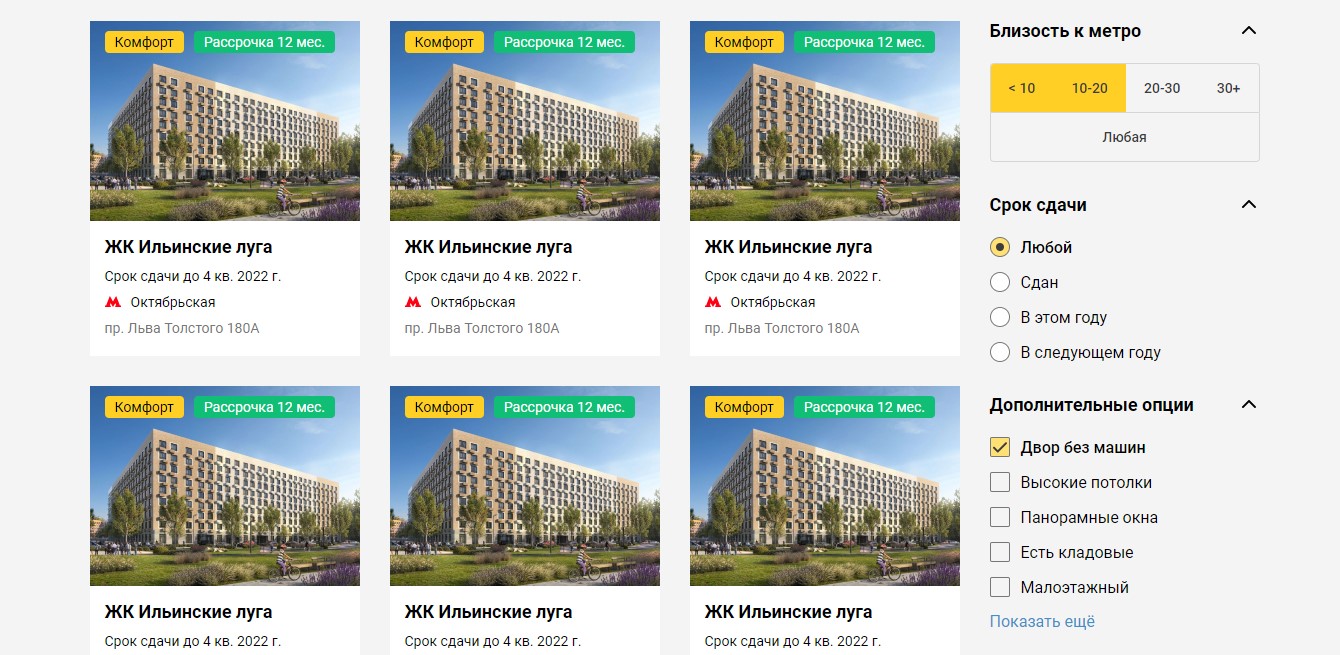 Комфорт Рассрочка 12 мес.
ЖК Ильинские луга
Срок сдачи до 4 кв. 2022 г.
Октябрьская
пр. Льва Толстого 180А
Комфорт Рассрочка 12 мес.
ЖК Ильинские луга
Срок сдачи до 4 кв. 2022 г.
Октябрьская
пр. Льва Толстого 180А
Комфорт Рассрочка 12 мес.
ЖК Ильинские луга
Срок сдачи до 4 кв. 2022 г.
Октябрьская
пр. Льва Толстого 180А
Комфорт Рассрочка 12 мес.
ЖК Ильинские луга
Срок сдачи до 4 кв. 2022 г.
Комфорт Рассрочка 12 мес.
ЖК Ильинские луга
Срок сдачи до 4 кв. 2022 г.
Комфорт Рассрочка 12 мес.
ЖК Ильинские луга
Срок сдачи до 4 кв. 2022 г.
Близость к метро
< 10 10-20 20-30 30+
Любая
Срок сдачи
Любой
Сдан
В этом году
В следующем году
Дополнительные опции
Двор без машин
Высокие потолки
Панорамные окна
Есть кладовые
Малоэтажный
Показать ещё